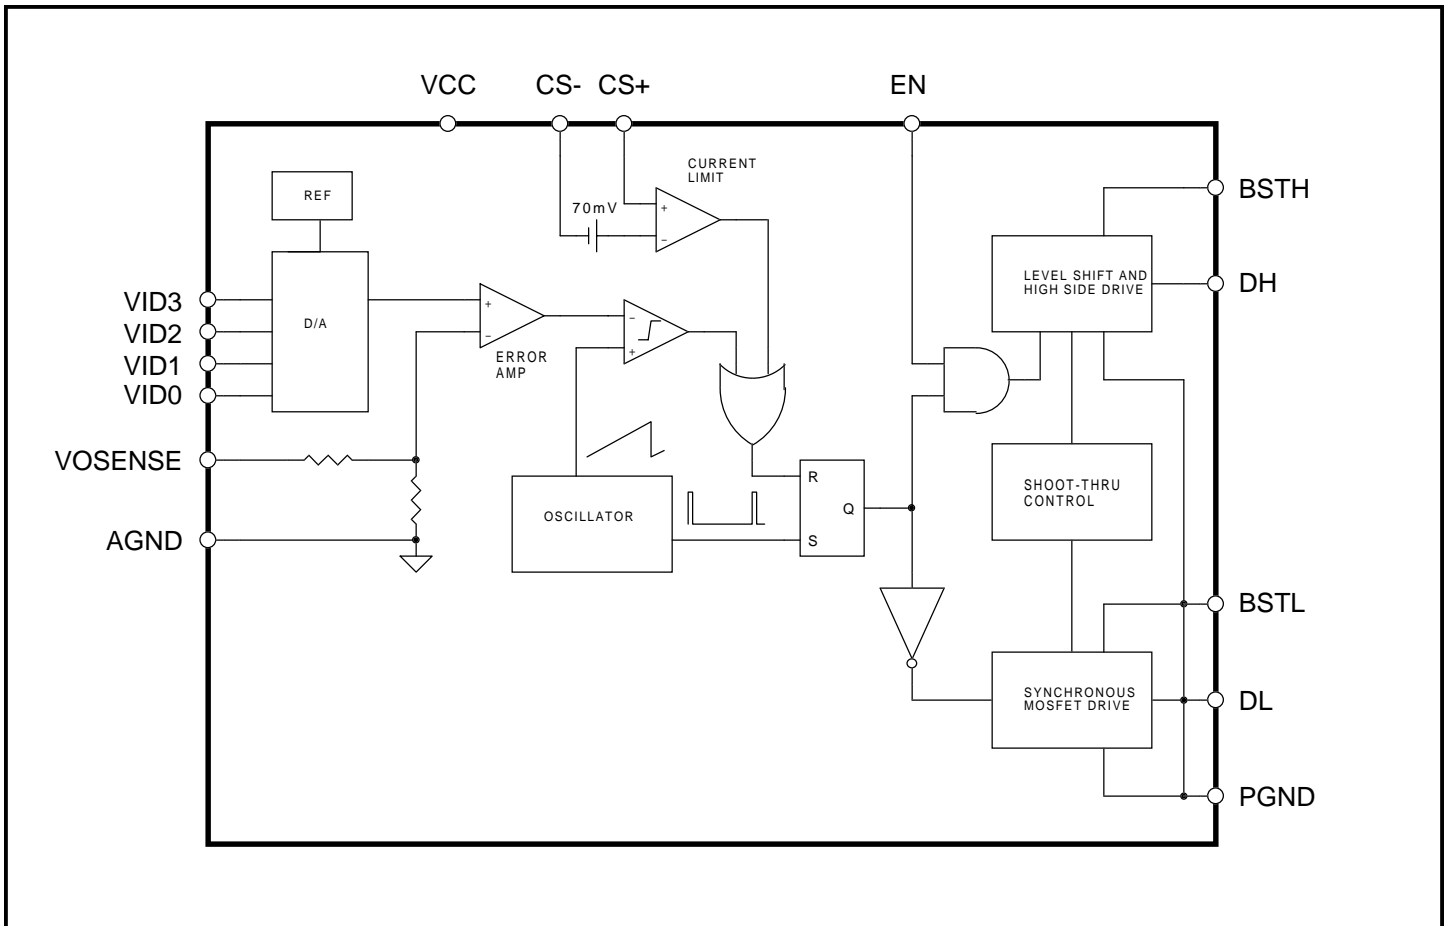 VCC CS- CS+ EN
CURRENT
LIMIT
BSTH
REF
70mV
+
−
LEVEL SHIFT AND
HIGH SIDE DRIVE
DH
VID3
VID2
VID1
VID0
D/A
+
−
ERROR
AMP
−
+
VOSENSE
AGND
OSCILLATOR
R
Q
S
SHOOT-THRU
CONTROL
BSTL
SYNCHRONOUS
MOSFET DRIVE
DL
PGND